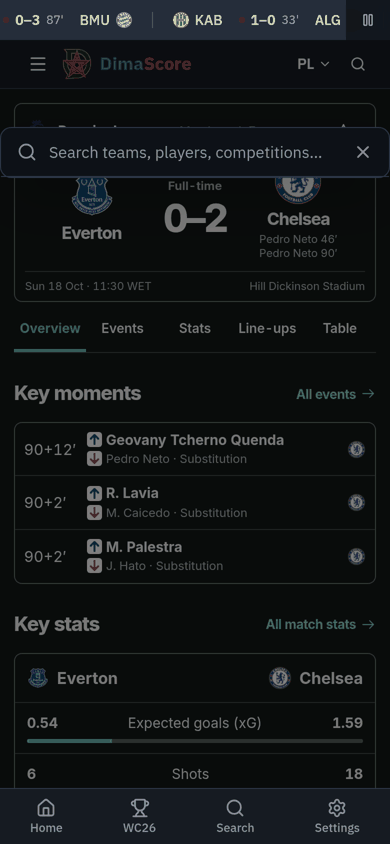 0–3 87' BMU KAB 1–0 33' ALG
DimaScore PL
Search teams, players, competitions...
Full-time
Everton 0–2 Chelsea
Pedro Neto 46'
Pedro Neto 90'
Sun 18 Oct · 11:30 WET Hill Dickinson Stadium
Overview Events Stats Line-ups Table
Key moments All events →
90+12' Geovany Tcherno Quenda
Pedro Neto · Substitution
90+2' R. Lavia
M. Caicedo · Substitution
90+2' M. Palestra
J. Hato · Substitution
Key stats All match stats →
Everton Chelsea
0.54 Expected goals (xG) 1.59
6 Shots 18
Home WC26 Search Settings